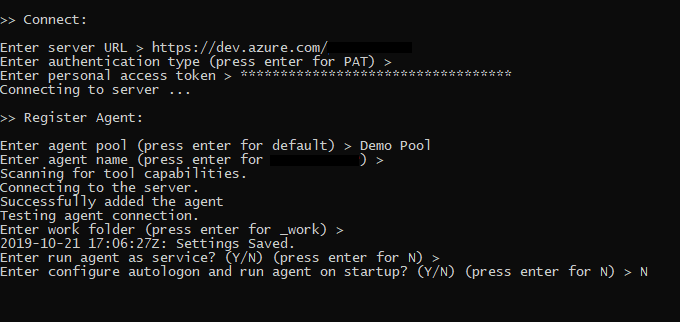 >> Connect:
Enter server URL > https://dev.azure.com/
Enter authentication type (press enter for PAT) >
Enter personal access token > **********************************
Connecting to server ...
>> Register Agent:
Enter agent pool (press enter for default) > Demo Pool
Enter agent name (press enter for ) >
Scanning for tool capabilities.
Connecting to the server.
Successfully added the agent
Testing agent connection.
Enter work folder (press enter for _work) >
2019-10-21 17:06:27Z: Settings Saved.
Enter run agent as service? (Y/N) (press enter for N) >
Enter configure autologon and run agent on startup? (Y/N) (press enter for N) > N